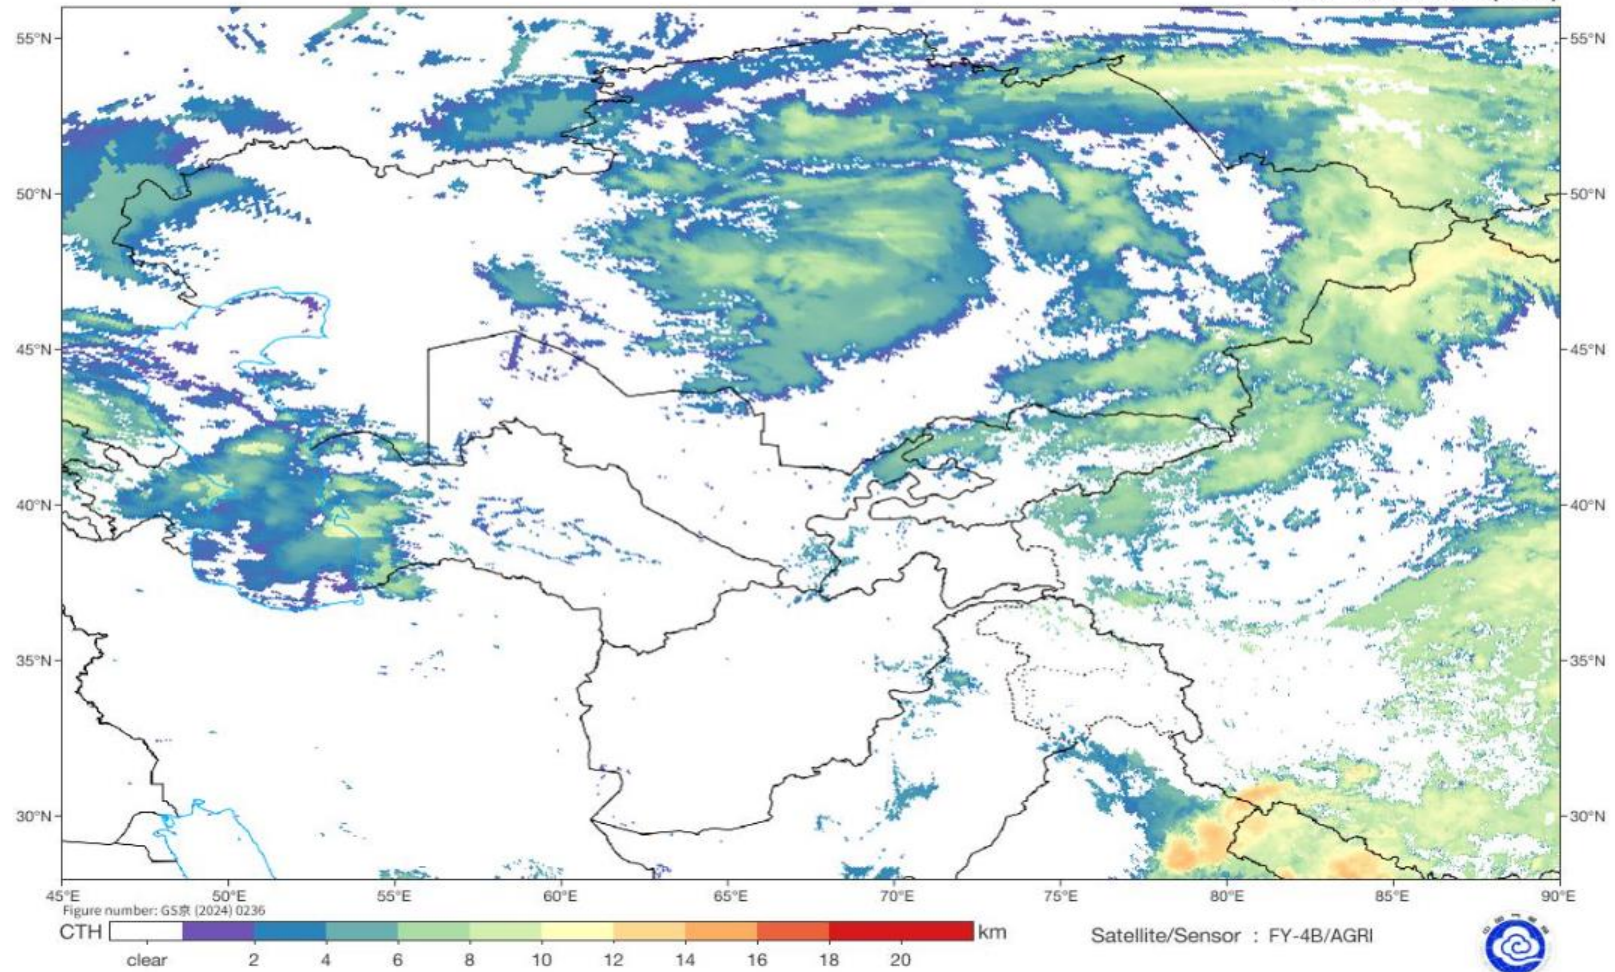 55°N
55°N
50°N
50°N
45°N
45°N
40°N
40°N
35°N
35°N
30°N
30°N
45°E 50°E 55°E 60°E 65°E 70°E 75°E 80°E 85°E 90°E
Figure number: GS京 (2024) 0236
CTH km
clear 2 4 6 8 10 12 14 16 18 20
Satellite/Sensor : FY-4B/AGRI